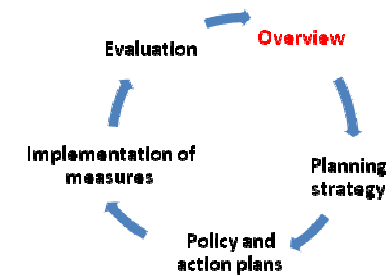 Overview
Planning
strategy
Policy and
action plans
Implementation of
measures
Evaluation